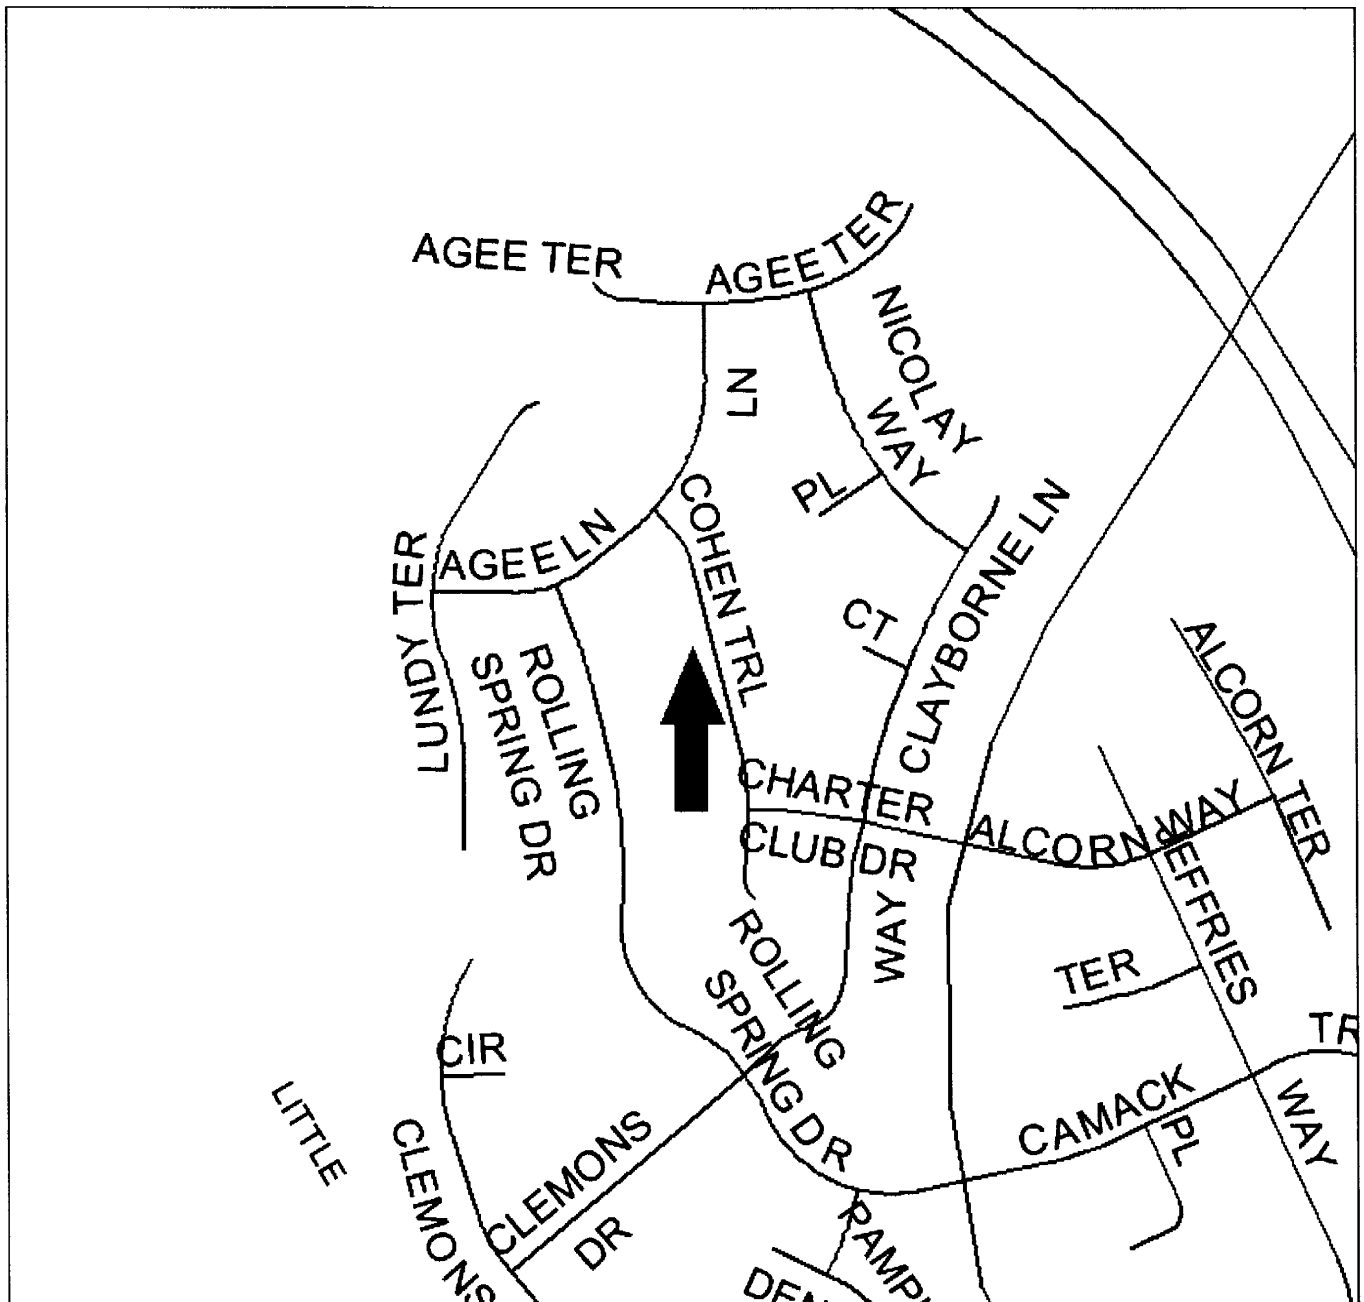 AGEE TER
AGEE TER
NICOLAY
WAY
LN
PL
COHEN TRL
CLAYBORNE LN
AGEE LN
LUNDY TER
CT
ROLLING
SPRING DR
ALCORN TER
CHARTER
CLUB DR
ALCORN WAY
JEFFRIES
WAY
ROLLING
SPRING DR
TER
CIR
TR
LITTLE
CLEMONS
CLEMONS
DR
CAMACK
PL
WAY